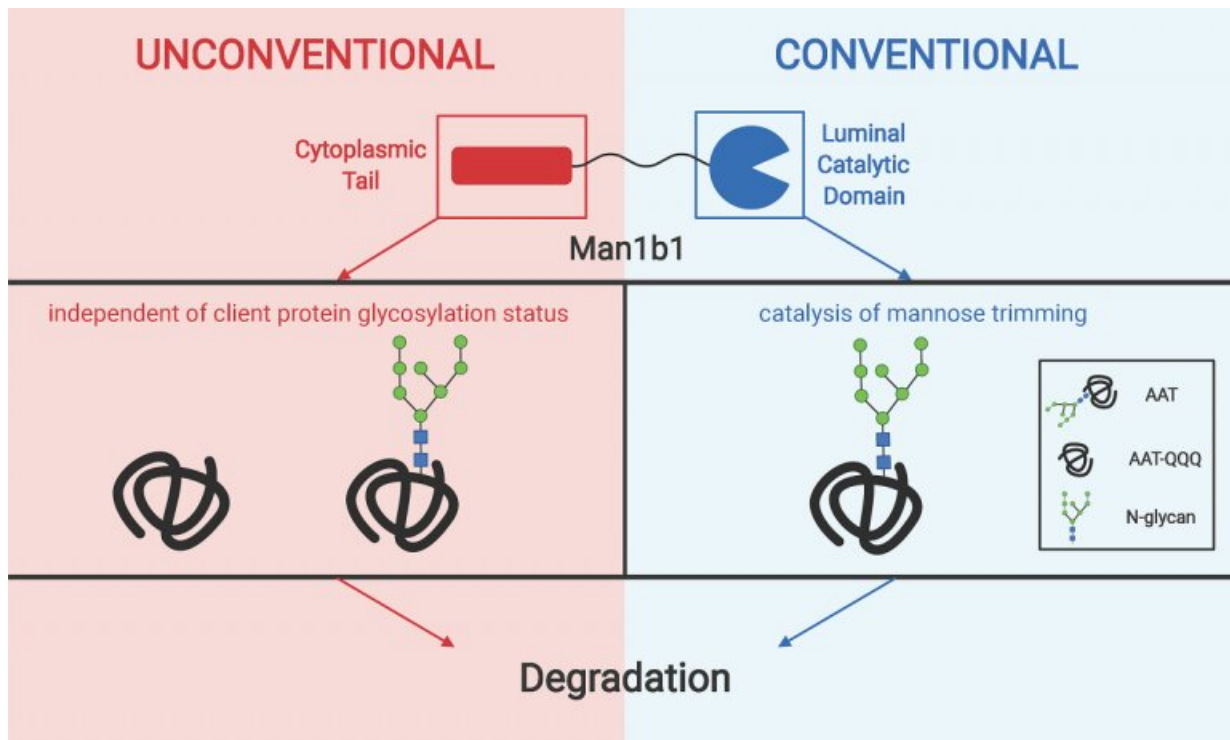 UNCONVENTIONAL
CONVENTIONAL
Cytoplasmic
Tail
Luminal
Catalytic
Domain
Man1b1
independent of client protein glycosylation status
catalysis of mannose trimming
AAT
AAT-QQQ
N-glycan
Degradation